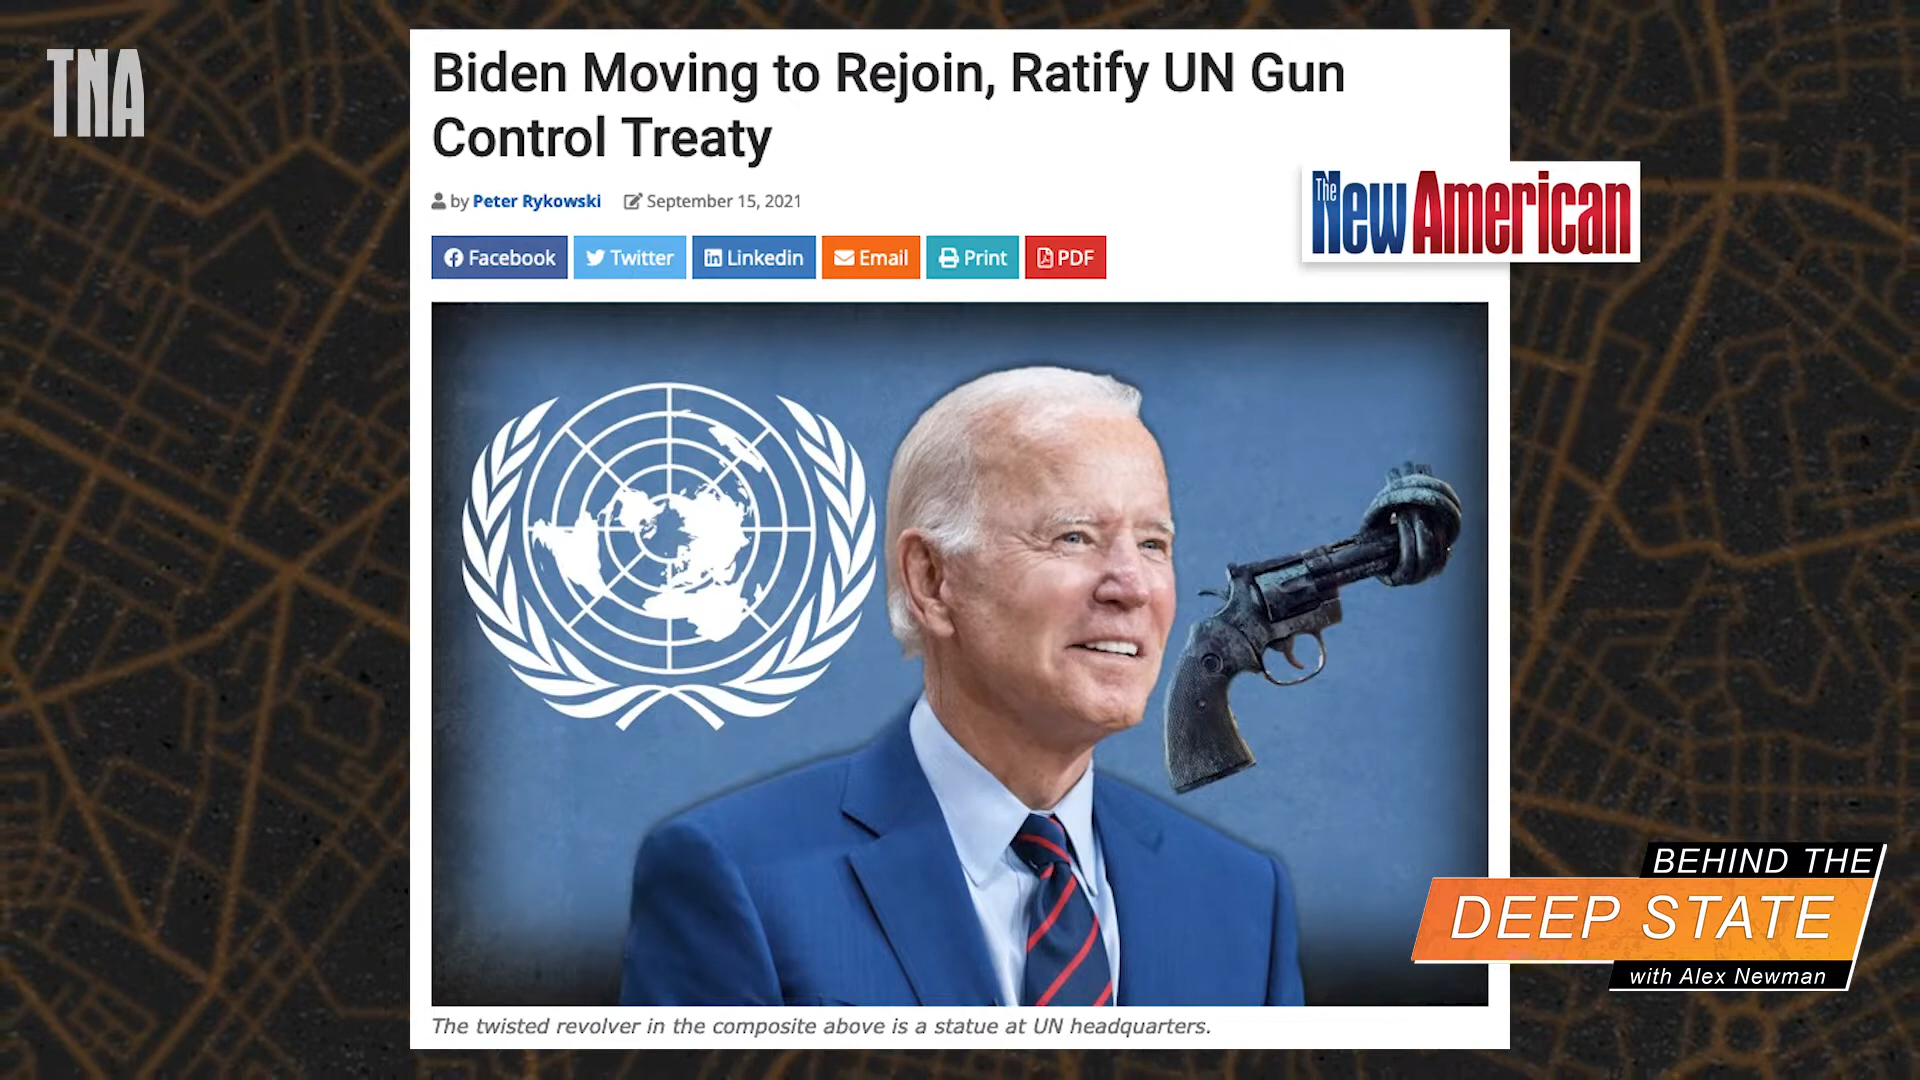 TNA
Biden Moving to Rejoin, Ratify UN Gun
Control Treaty
by Peter Rykowski September 15, 2021
The New American
Facebook Twitter Linkedin Email Print PDF
BEHIND THE
DEEP STATE
with Alex Newman
The twisted revolver in the composite above is a statue at UN headquarters.